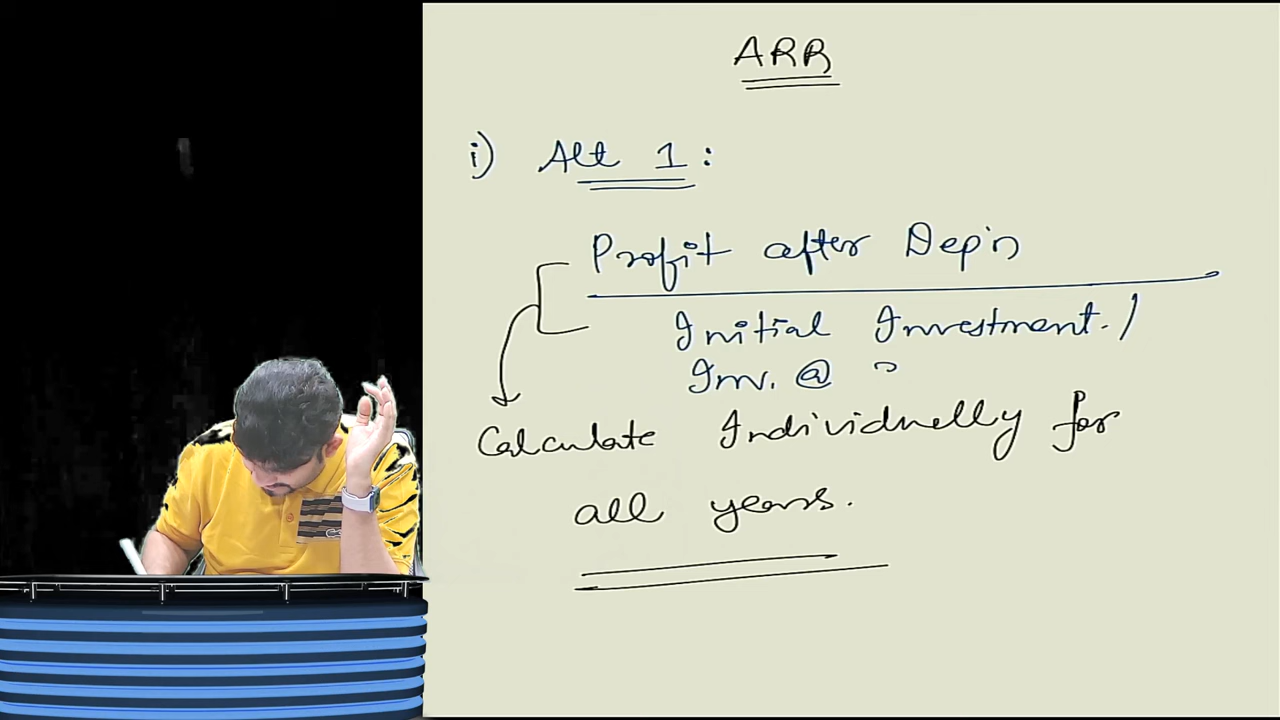 ARR
i) Alt 1:
Profit after Dep'n
Initial Investment. /
Inv. @
Calculate Individually for
all years.